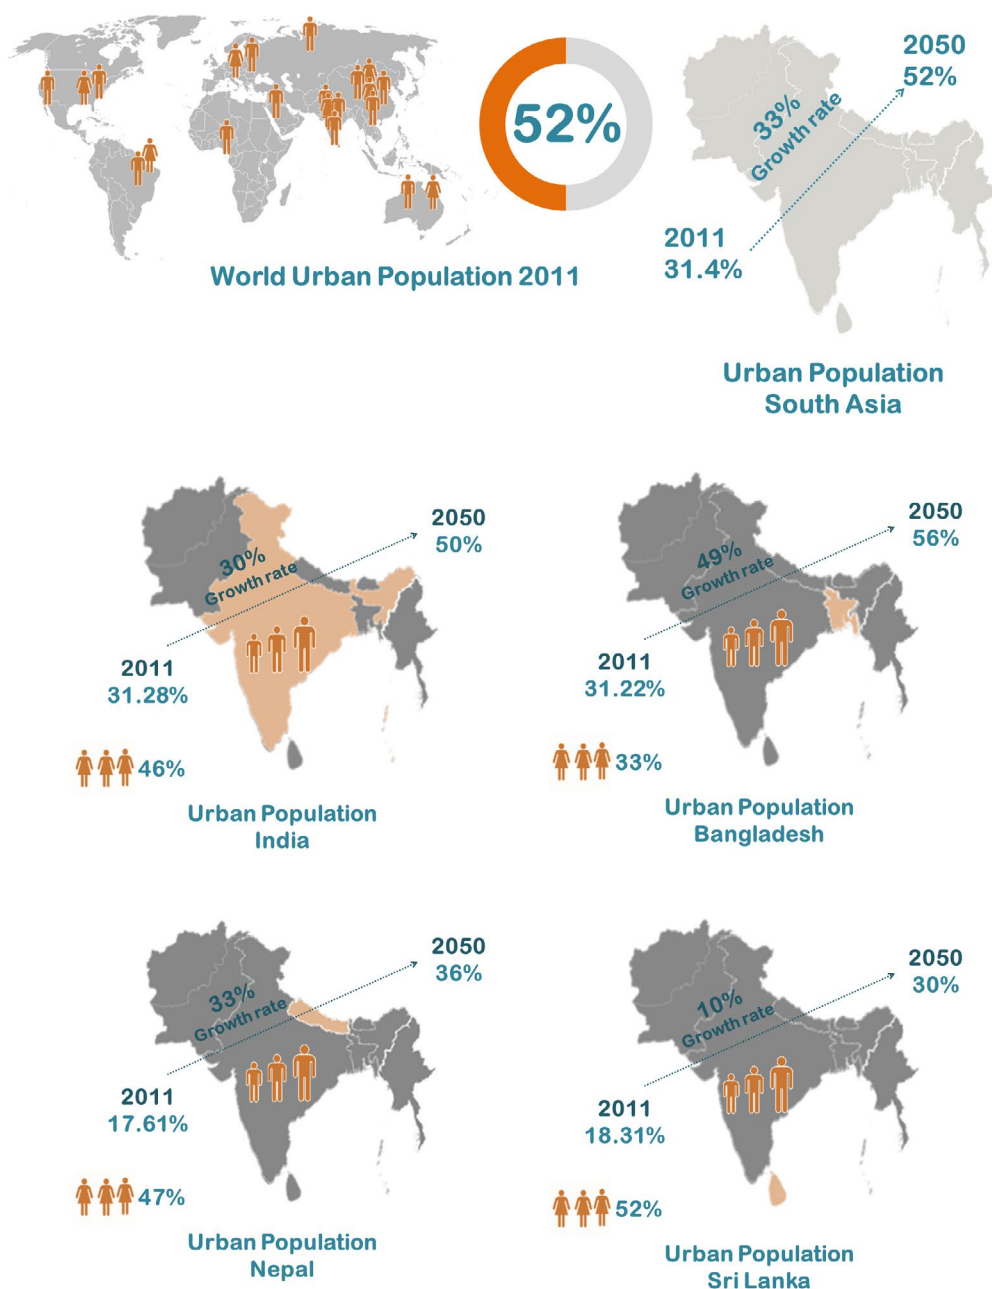 52%
World Urban Population 2011
2050
52%
33%
Growth rate
2011
31.4%
Urban Population
South Asia
2050
50%
30%
Growth rate
2011
31.28%
46%
Urban Population
India
2050
56%
49%
Growth rate
2011
31.22%
33%
Urban Population
Bangladesh
2050
36%
33%
Growth rate
2011
17.61%
47%
Urban Population
Nepal
2050
30%
10%
Growth rate
2011
18.31%
52%
Urban Population
Sri Lanka